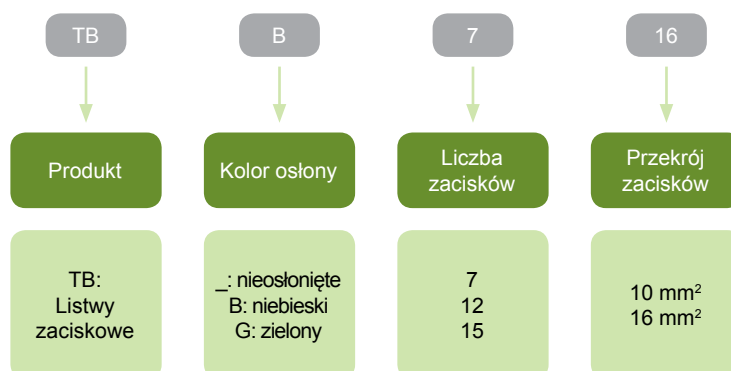 TB
B
7
16
Produkt
Kolor osłony
Liczba
zacisków
Przekrój
zacisków
TB:
Listwy
zaciskowe
_: nieosłonięte
B: niebieski
G: zielony
7
12
15
10 mm²
16 mm²